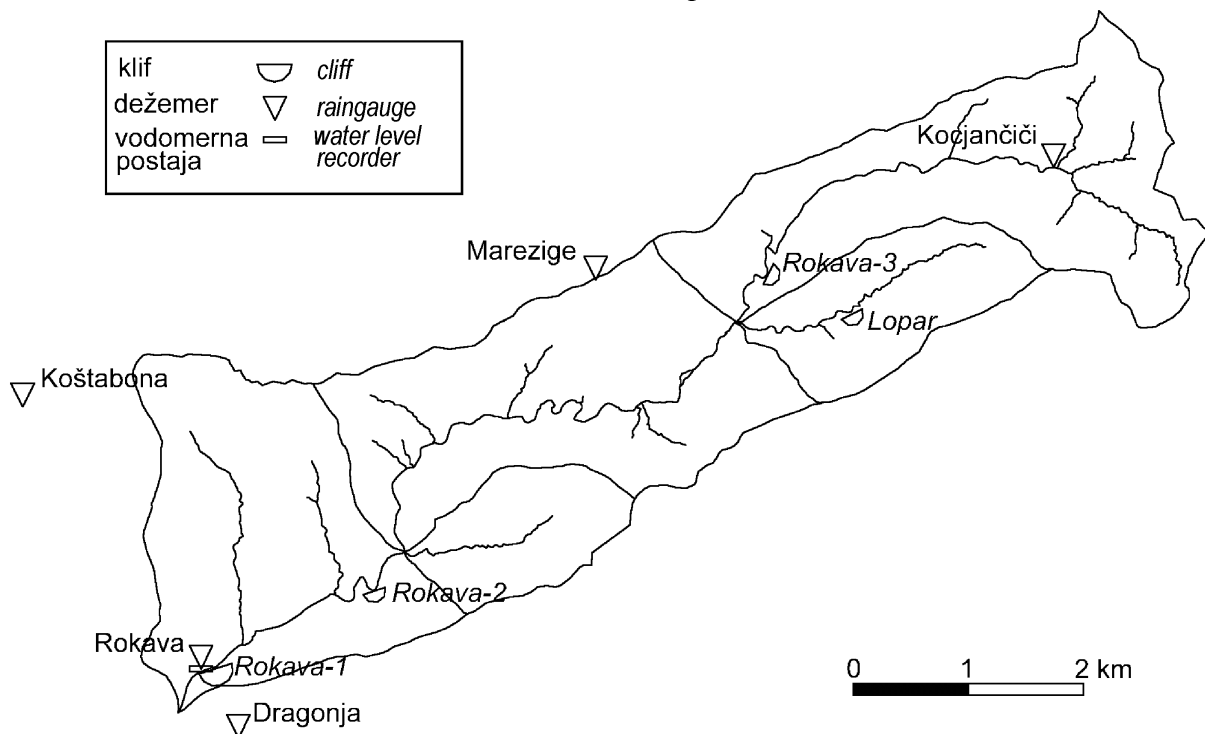 klif cliff
dežemer raingauge
vodomerna postaja water level recorder
Kocjančiči
Marezige
Rokava-3
Lopar
Koštabona
Rokava-2
Rokava
Rokava-1
Dragonja
0 1 2 km